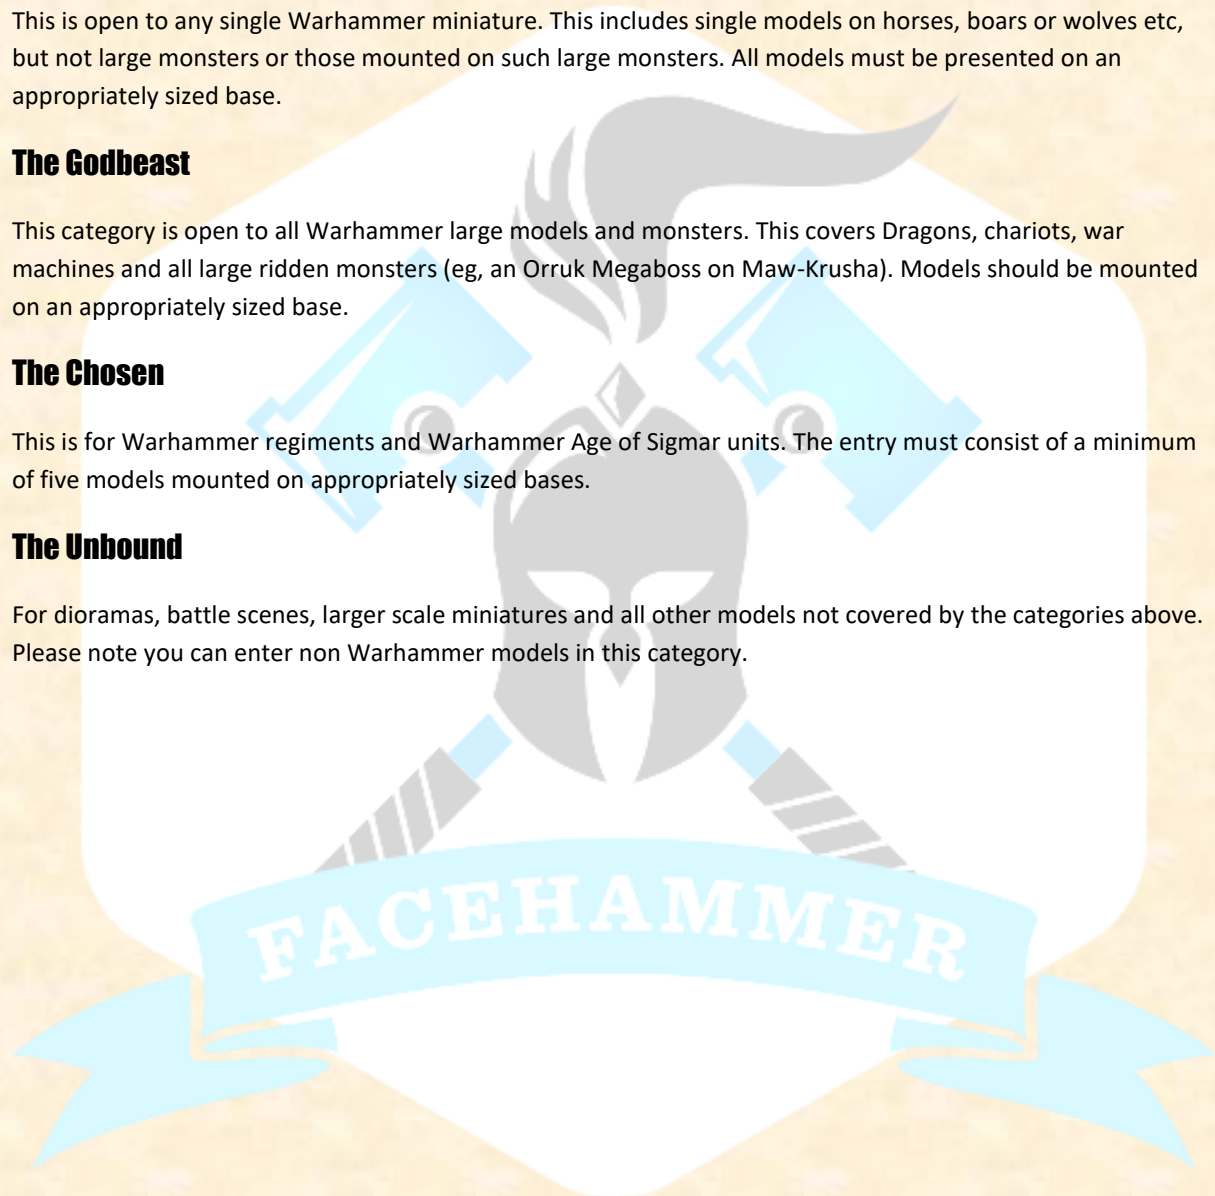 This is open to any single Warhammer miniature. This includes single models on horses, boars or wolves etc,
but not large monsters or those mounted on such large monsters. All models must be presented on an
appropriately sized base.
The Godbeast
This category is open to all Warhammer large models and monsters. This covers Dragons, chariots, war
machines and all large ridden monsters (eg, an Orruk Megaboss on Maw-Krusha). Models should be mounted
on an appropriately sized base.
The Chosen
This is for Warhammer regiments and Warhammer Age of Sigmar units. The entry must consist of a minimum
of five models mounted on appropriately sized bases.
The Unbound
For dioramas, battle scenes, larger scale miniatures and all other models not covered by the categories above.
Please note you can enter non Warhammer models in this category.
FACEHAMMER